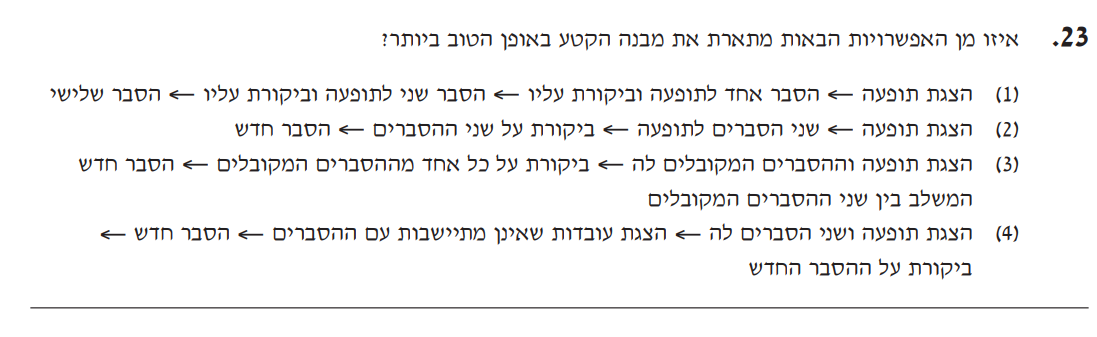 23. איזו מן האפשרויות הבאות מתארת את מבנה הקטע באופן הטוב ביותר?
(1) הצגת תופעה ← הסבר אחד לתופעה וביקורת עליו ← הסבר שני לתופעה וביקורת עליו ← הסבר שלישי
(2) הצגת תופעה ← שני הסברים לתופעה ← ביקורת על שני ההסברים ← הסבר חדש
(3) הצגת תופעה וההסברים המקובלים לה ← ביקורת על כל אחד מההסברים המקובלים ← הסבר חדש
המשלב בין שני ההסברים המקובלים
(4) הצגת תופעה ושני הסברים לה ← הצגת עובדות שאינן מתיישבות עם ההסברים ← הסבר חדש ←
ביקורת על ההסבר החדש